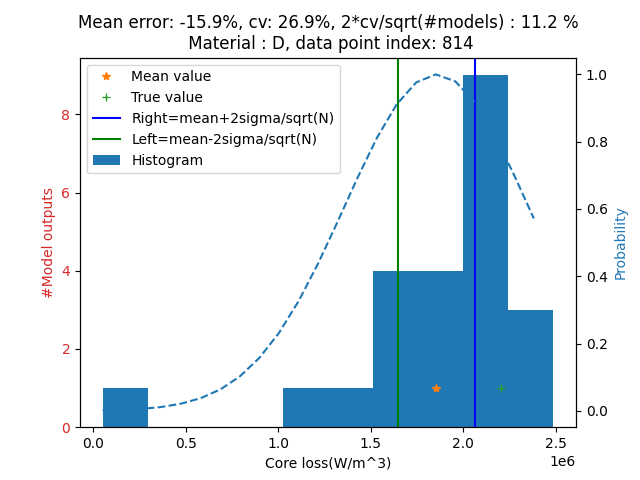 Mean error: -15.9%, cv: 26.9%, 2*cv/sqrt(#models) : 11.2 %
Material : D, data point index: 814
Mean value
True value
Right=mean+2sigma/sqrt(N)
Left=mean-2sigma/sqrt(N)
Histogram
#Model outputs
0
2
4
6
8
Probability
0.0
0.2
0.4
0.6
0.8
1.0
0.0
0.5
1.0
1.5
2.0
2.5
1e6
Core loss(W/m^3)